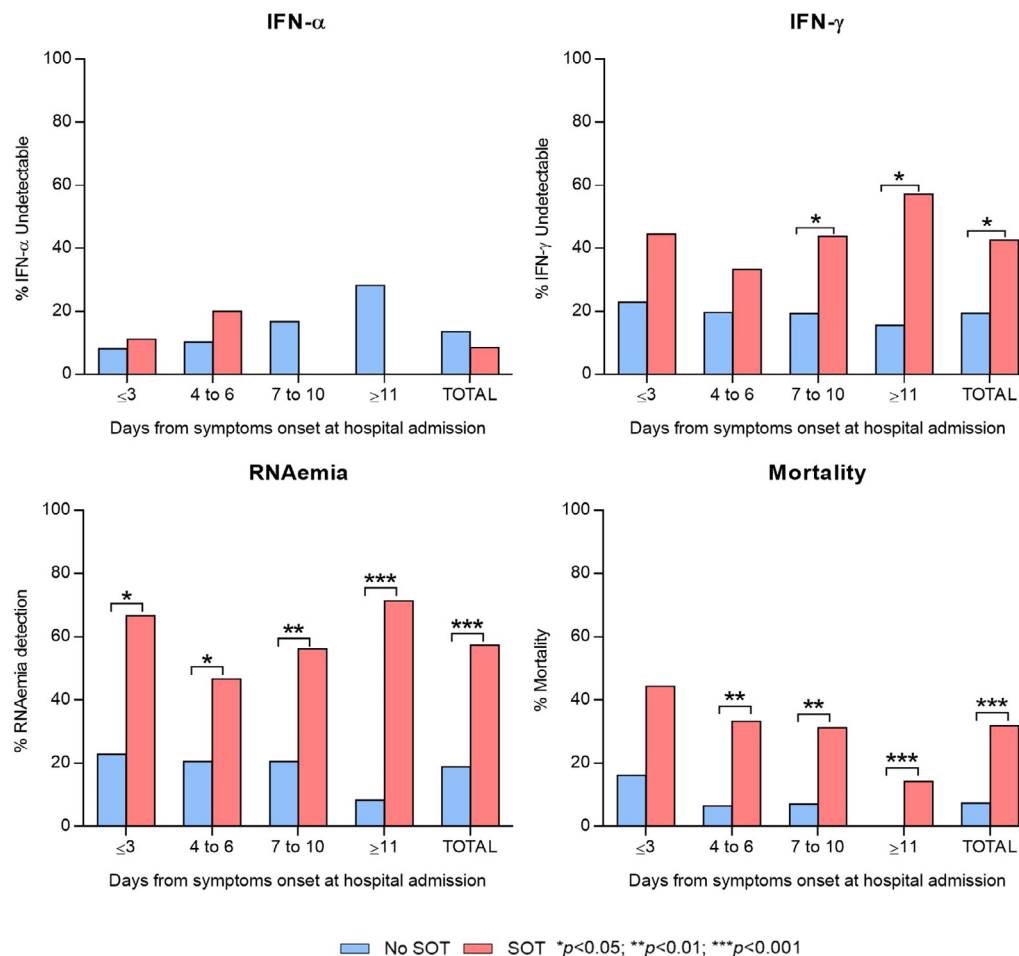 IFN-α
100
80
60
40
20
0
% IFN-α Undetectable
≤3 4 to 6 7 to 10 ≥11 TOTAL
Days from symptoms onset at hospital admission
IFN-γ
100
80
60
40
20
0
% IFN-γ Undetectable
* * *
≤3 4 to 6 7 to 10 ≥11 TOTAL
Days from symptoms onset at hospital admission
RNAemia
100
80
60
40
20
0
% RNAemia detection
* * ** *** ***
≤3 4 to 6 7 to 10 ≥11 TOTAL
Days from symptoms onset at hospital admission
Mortality
100
80
60
40
20
0
% Mortality
** ** *** ***
≤3 4 to 6 7 to 10 ≥11 TOTAL
Days from symptoms onset at hospital admission
No SOT SOT *p<0.05; **p<0.01; ***p<0.001